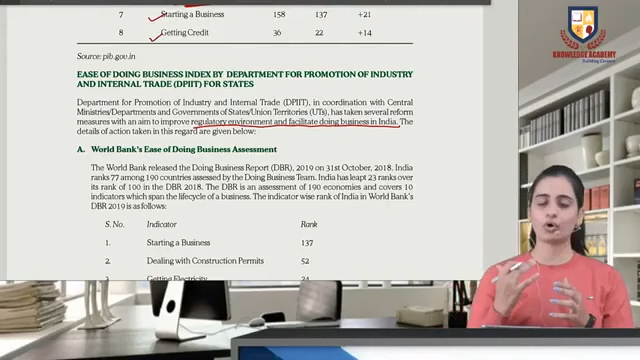 7 Starting a Business 158 137 +21
8 Getting Credit 36 22 +14
Source: pib.gov.in
EASE OF DOING BUSINESS INDEX BY DEPARTMENT FOR PROMOTION OF INDUSTRY
AND INTERNAL TRADE (DPIIT) FOR STATES
Department for Promotion of Industry and Internal Trade (DPIIT), in coordination with Central
Ministries/Departments and Governments of States/Union Territories (UTs), has taken several reform
measures with an aim to improve regulatory environment and facilitate doing business in India. The
details of action taken in this regard are given below:
A. World Bank's Ease of Doing Business Assessment
The World Bank released the Doing Business Report (DBR), 2019 on 31st October, 2018. India
ranks 77 among 190 countries assessed by the Doing Business Team. India has leapt 23 ranks over
its rank of 100 in the DBR 2018. The DBR is an assessment of 190 economies and covers 10
indicators which span the lifecycle of a business. The indicator wise rank of India in World Bank's
DBR 2019 is as follows:
S. No. Indicator Rank
1. Starting a Business 137
2. Dealing with Construction Permits 52
Getting Electricity 24
KNOWLEDGE ACADEMY
Building Careers